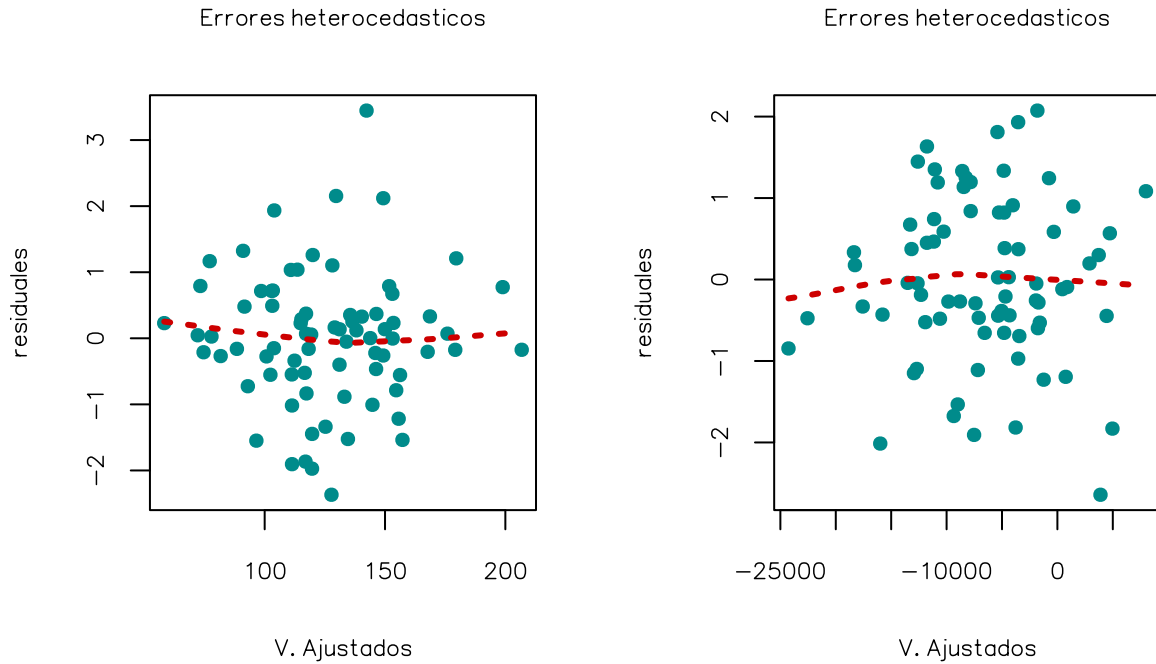 Errores heterocedasticos
residuales
3
2
1
0
−1
−2
100
150
200
V. Ajustados
Errores heterocedasticos
residuales
2
1
0
−1
−2
−25000
−10000
0
V. Ajustados